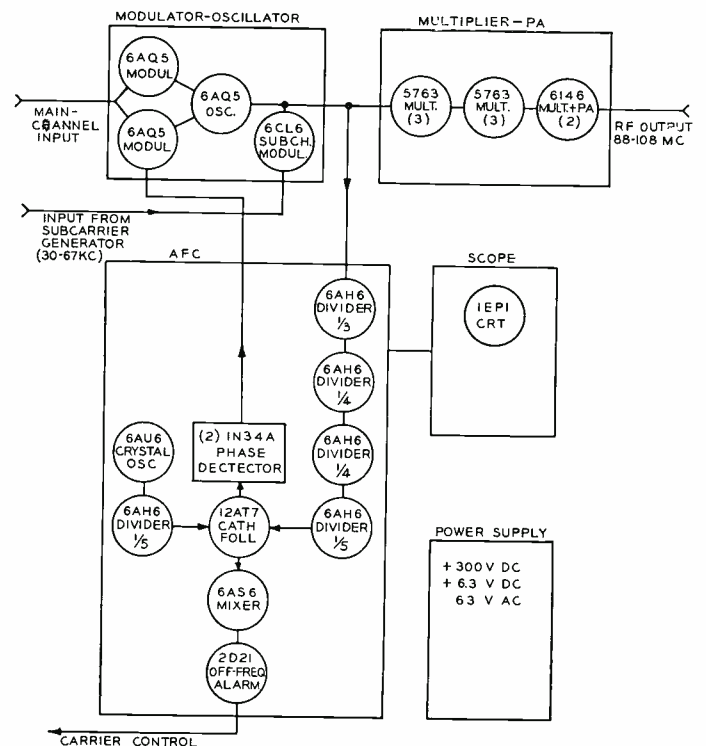 MODULATOR-OSCILLATOR
MULTIPLIER-PA
6AQ5
MODUL
6AQ5
OSC.
6AQ5
MODUL
6CL6
SUBCH.
MODUL.
5763
MULT.
(3)
5763
MULT.
(3)
6146
MULT.+PA
(2)
MAIN-
CHANNEL
INPUT
RF OUTPUT
88-108 MC
INPUT FROM
SUBCARRIER
GENERATOR
(30-67KC)
AFC
SCOPE
6AH6
DIVIDER
1/3
1EP1
CRT
6AH6
DIVIDER
1/4
6AU6
CRYSTAL
OSC
(2) IN34A
PHASE
DECTECTOR
6AH6
DIVIDER
1/4
6AH6
DIVIDER
1/5
12AT7
CATH
FOLL
6AH6
DIVIDER
1/5
6AS6
MIXER
2D21
OFF-FREQ
ALARM
POWER SUPPLY
+300V DC
+6.3 V DC
63 V AC
CARRIER CONTROL